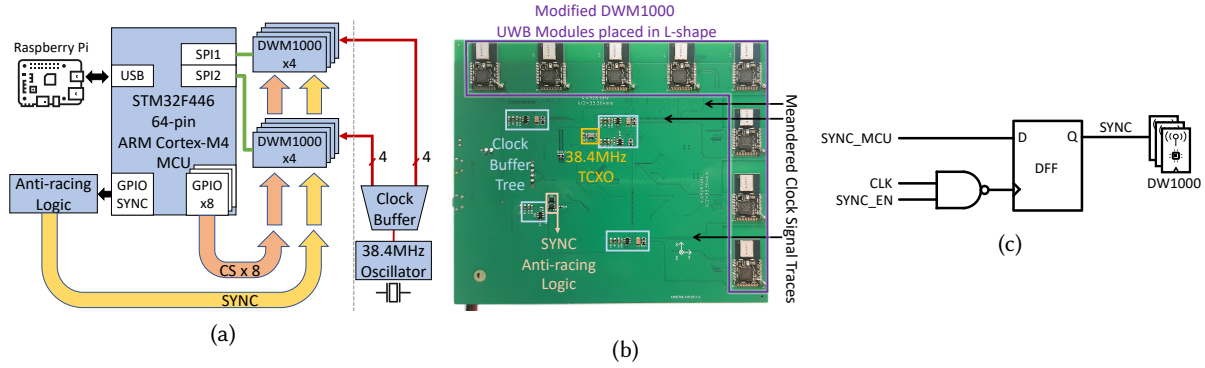 Raspberry Pi
USB
STM32F446
64-pin
ARM Cortex-M4
MCU
SPI1
SPI2
DWM1000
x4
DWM1000
x4
GPIO
SYNC
GPIO
x8
Anti-racing
Logic
CS x 8
SYNC
4
4
Clock
Buffer
38.4MHz
Oscillator
(a)
Modified DWM1000
UWB Modules placed in L-shape
Clock
Buffer
Tree
38.4MHz
TCXO
SYNC
Anti-racing
Logic
Meandered Clock Signal Traces
(b)
SYNC_MCU
CLK
SYNC_EN
D
Q
DFF
SYNC
DW1000
(c)